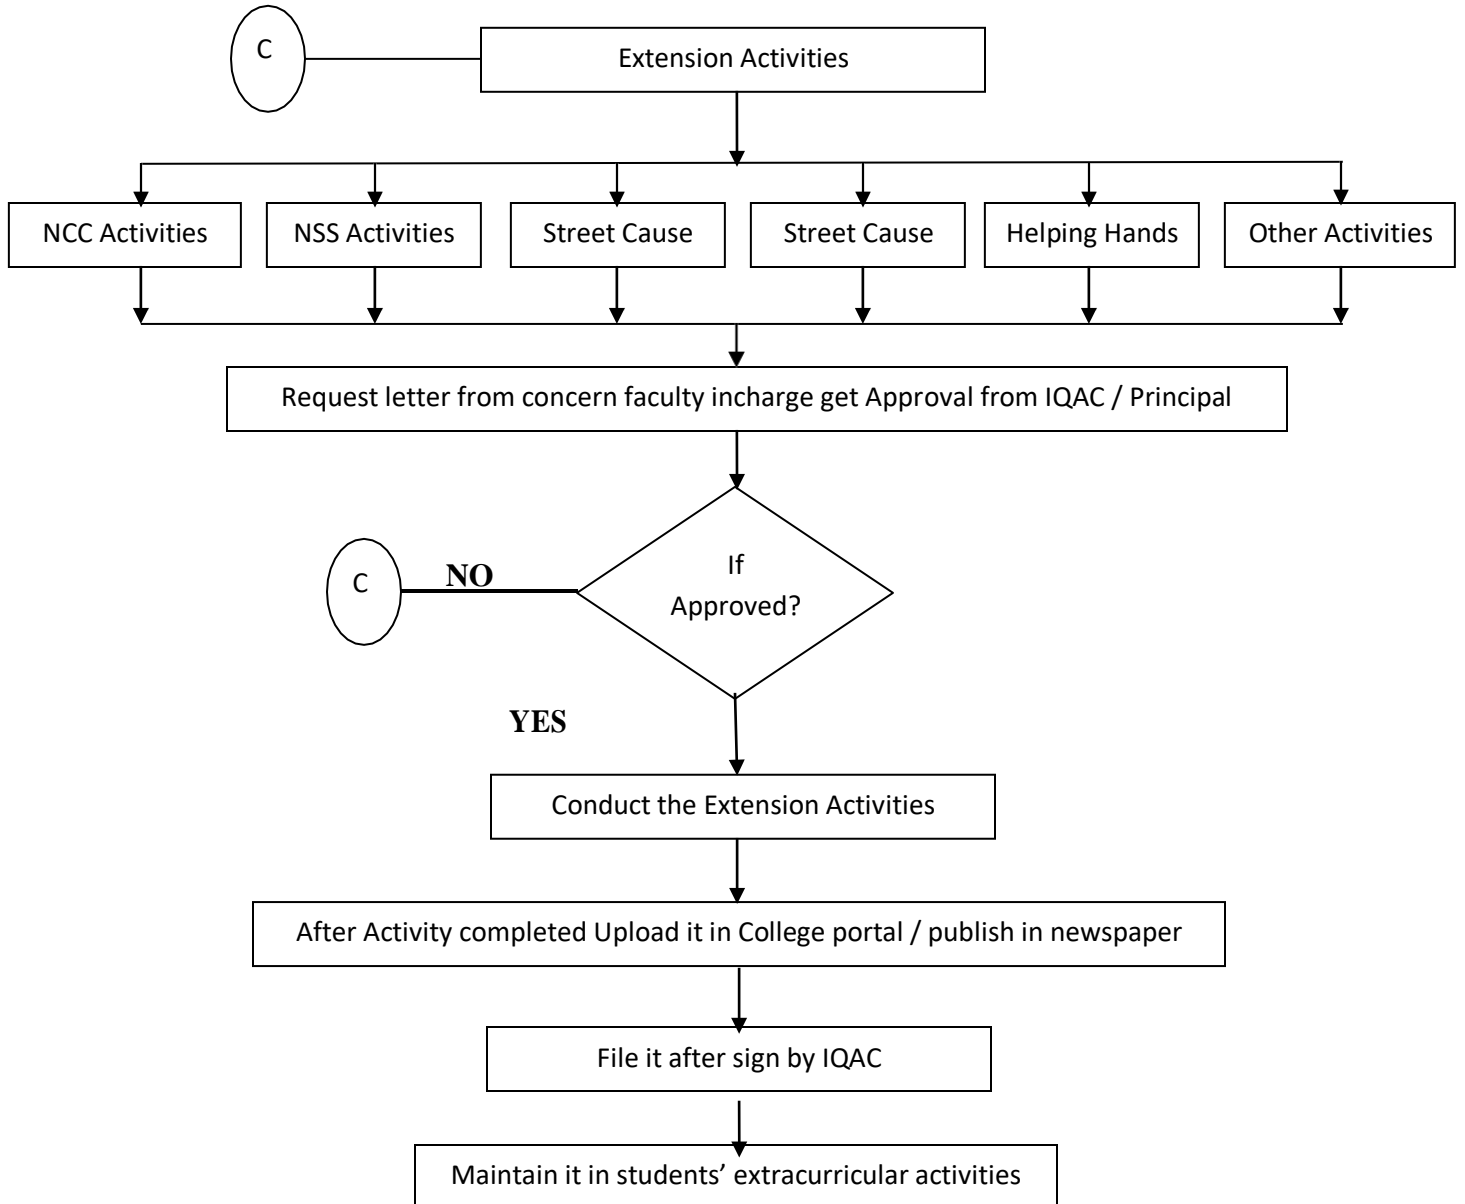 C
Extension Activities
NCC Activities
NSS Activities
Street Cause
Street Cause
Helping Hands
Other Activities
Request letter from concern faculty incharge get Approval from IQAC / Principal
If
Approved?
C
NO
YES
Conduct the Extension Activities
After Activity completed Upload it in College portal / publish in newspaper
File it after sign by IQAC
Maintain it in students’ extracurricular activities